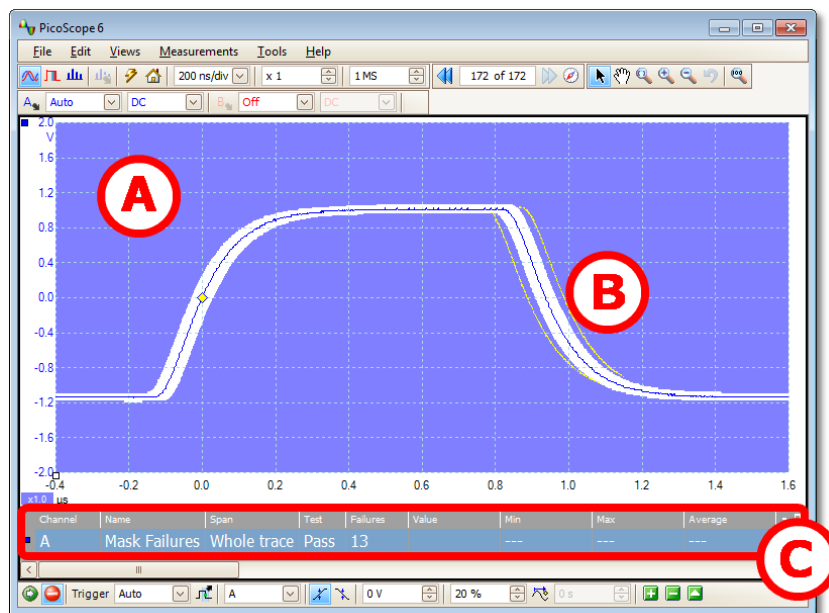 PicoScope 6
File Edit Views Measurements Tools Help
200 ns/div x 1 1 MS 172 of 172
A Auto DC B Off DC
2.0
V
1.6
1.2
0.8
0.4
0.0
-0.4
-0.8
-1.2
-1.6
-2.0
A
B
-0.4 -0.2 0.0 0.2 0.4 0.6 0.8 1.0 1.2 1.4 1.6
x1.0 µs
Channel Name Span Test Failures Value Min Max Average
A Mask Failures Whole trace Pass 13 --- --- ---
C
Trigger Auto A 0 V 20 % 0 s